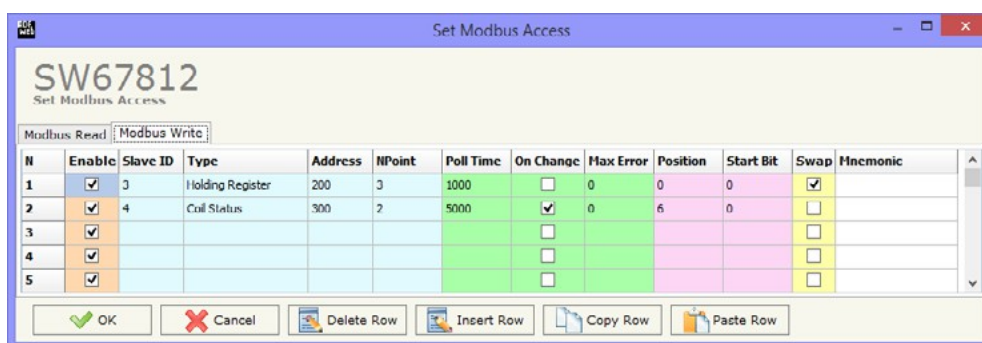 Set Modbus Access
SW67812
Set Modbus Access
Modbus Read Modbus Write
N Enable Slave ID Type Address NPoint Poll Time On Change Max Error Position Start Bit Swap Mnemonic
1 3 Holding Register 200 3 1000 0 0 0
2 4 Coil Status 300 2 5000 0 6 0
3
4
5
OK Cancel Delete Row Insert Row Copy Row Paste Row